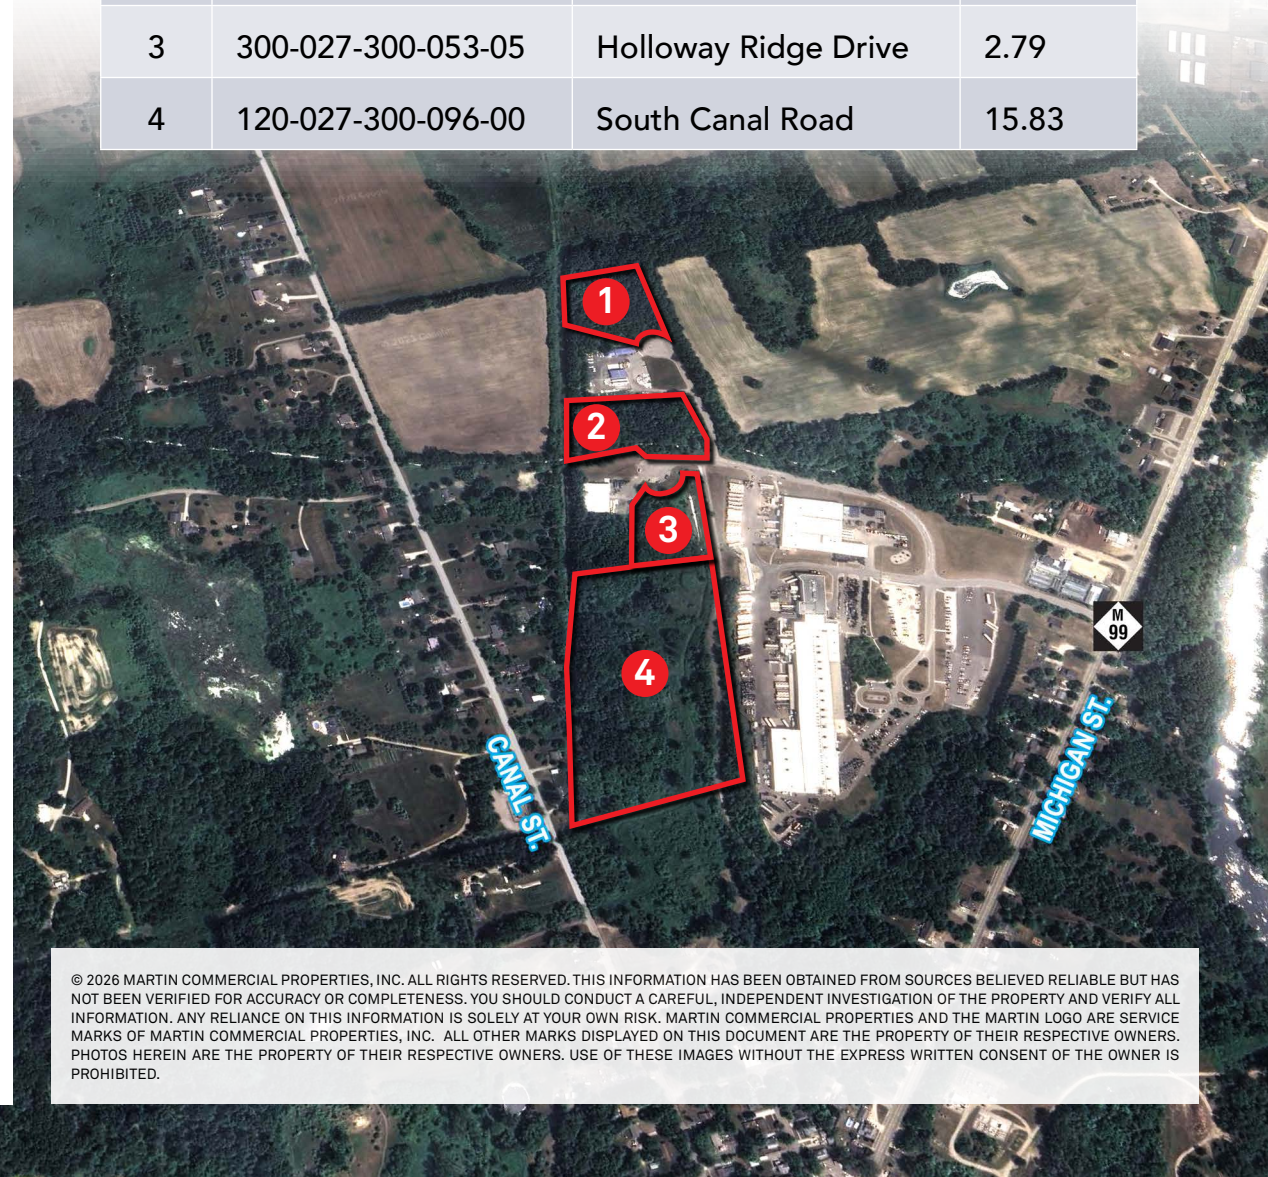 3 300-027-300-053-05 Holloway Ridge Drive 2.79
4 120-027-300-096-00 South Canal Road 15.83
1
2
3
4
M
99
CANAL ST.
MICHIGAN ST.
© 2026 MARTIN COMMERCIAL PROPERTIES, INC. ALL RIGHTS RESERVED. THIS INFORMATION HAS BEEN OBTAINED FROM SOURCES BELIEVED RELIABLE BUT HAS
NOT BEEN VERIFIED FOR ACCURACY OR COMPLETENESS. YOU SHOULD CONDUCT A CAREFUL, INDEPENDENT INVESTIGATION OF THE PROPERTY AND VERIFY ALL
INFORMATION. ANY RELIANCE ON THIS INFORMATION IS SOLELY AT YOUR OWN RISK. MARTIN COMMERCIAL PROPERTIES AND THE MARTIN LOGO ARE SERVICE
MARKS OF MARTIN COMMERCIAL PROPERTIES, INC. ALL OTHER MARKS DISPLAYED ON THIS DOCUMENT ARE THE PROPERTY OF THEIR RESPECTIVE OWNERS.
PHOTOS HEREIN ARE THE PROPERTY OF THEIR RESPECTIVE OWNERS. USE OF THESE IMAGES WITHOUT THE EXPRESS WRITTEN CONSENT OF THE OWNER IS
PROHIBITED.